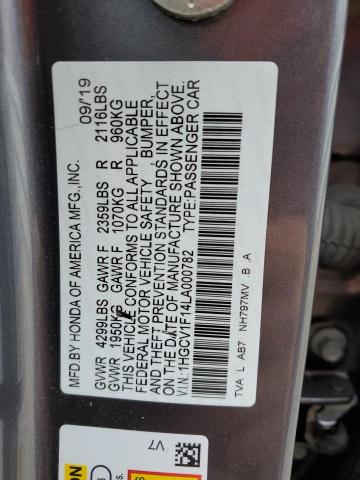 MFD.BY HONDA OF AMERICA MFG.,INC. 09/19
GVWR 4299LBS GAWR F 2359LBS R 2116LBS
GVWR 1950KG GAWR F 1070KG R 960KG
THIS VEHICLE CONFORMS TO ALL APPLICABLE
FEDERAL MOTOR VEHICLE SAFETY, BUMPER,
AND THEFT PREVENTION STANDARDS IN EFFECT
ON THE DATE OF MANUFACTURE SHOWN ABOVE.
V.I.N.:1HGCV1F14LA000782 TYPE:PASSENGER CAR
TVA L AB7 NH797MV .B .A
V7